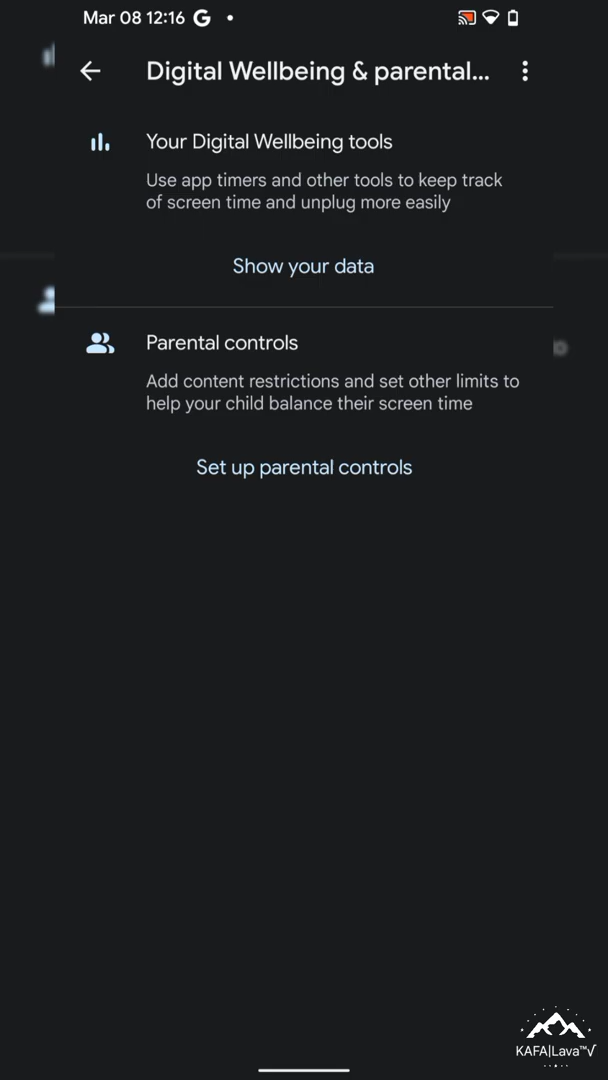 Mar 08 12:16 G •
Digital Wellbeing & parental...
Your Digital Wellbeing tools
Use app timers and other tools to keep track
of screen time and unplug more easily
Show your data
Parental controls
Add content restrictions and set other limits to
help your child balance their screen time
Set up parental controls
KAFA|Lava™√